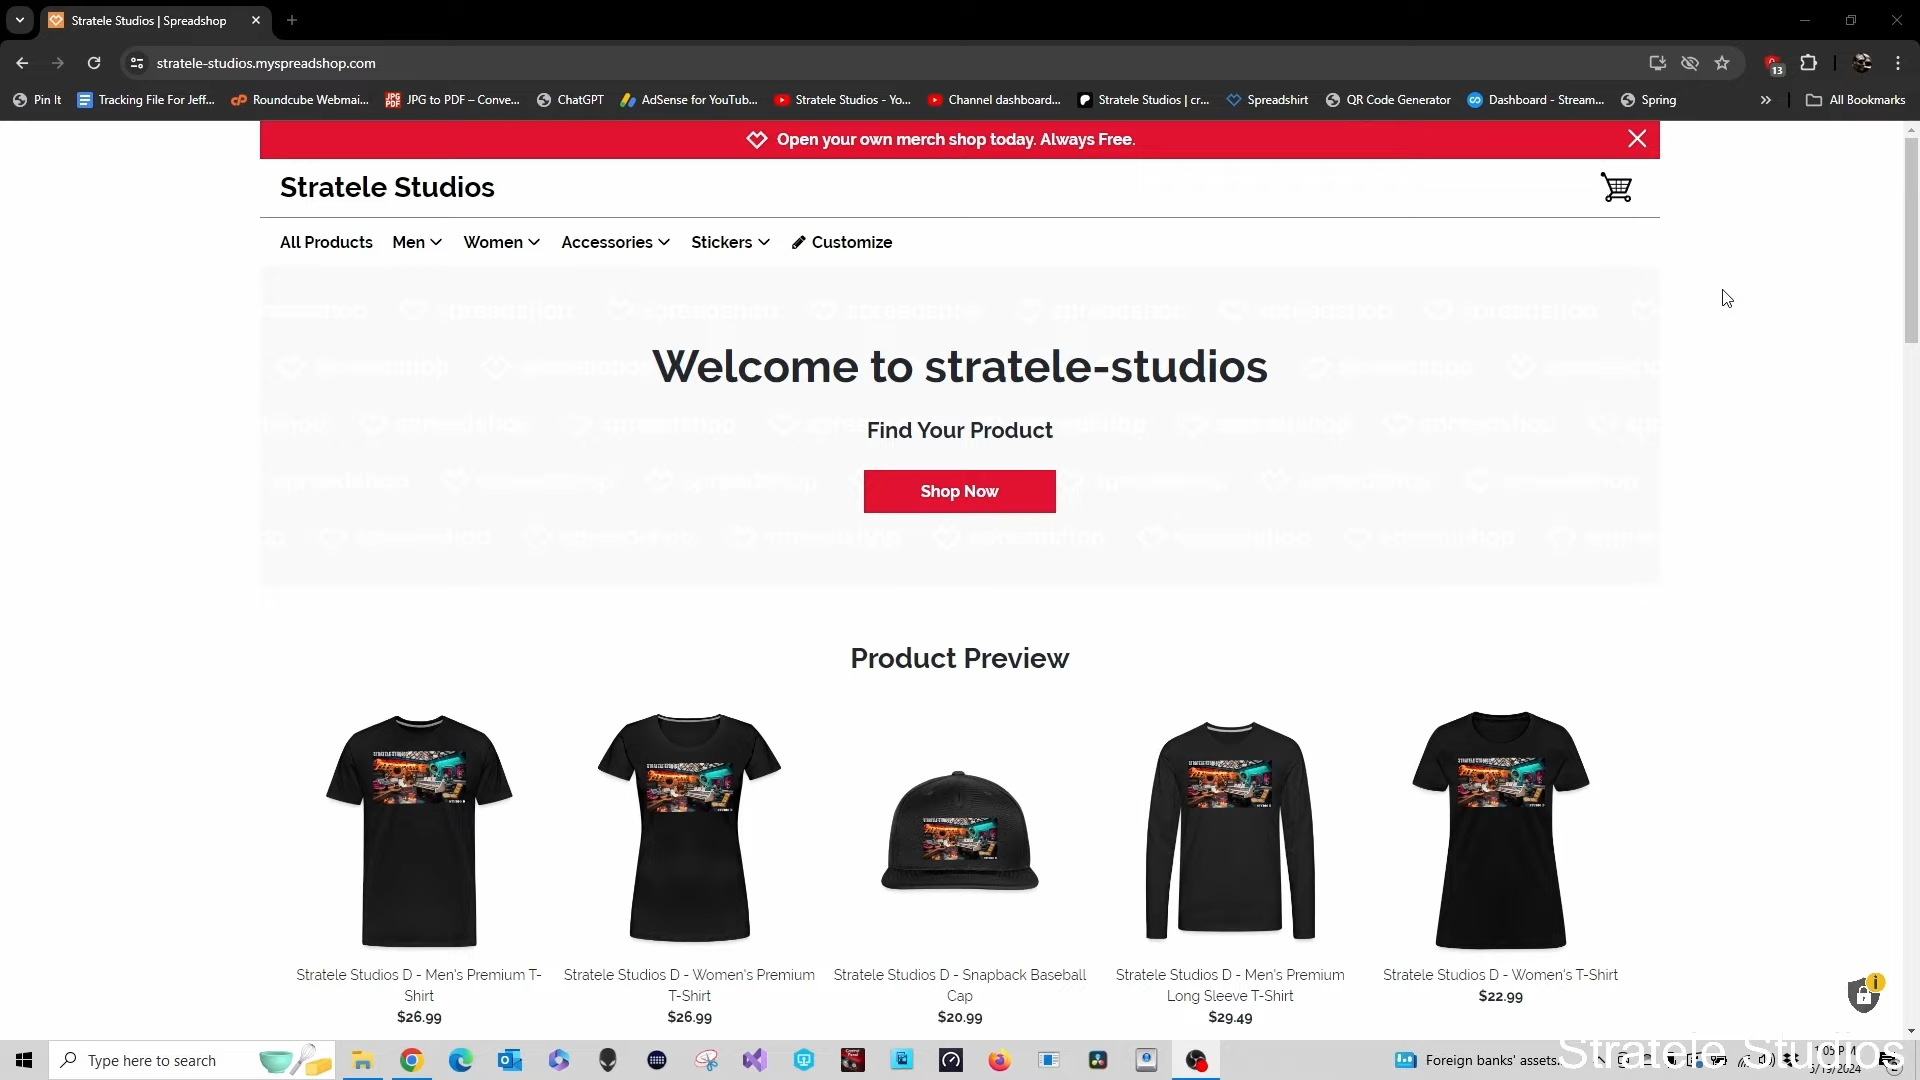 Stratele Studios | Spreadshop
stratele-studios.myspreadshop.com
Pin It
Tracking File For Jeff...
Roundcube Webmai...
JPG to PDF – Conve...
ChatGPT
AdSense for YouTub...
Stratele Studios - Yo...
Channel dashboard...
Stratele Studios | cr...
Spreadshirt
QR Code Generator
Dashboard - Stream...
Spring
All Bookmarks
13
Open your own merch shop today. Always Free.
Stratele Studios
All Products
Men
Women
Accessories
Stickers
Customize
Welcome to stratele-studios
Find Your Product
Shop Now
Product Preview
Stratele Studios D - Men's Premium T-
Shirt
$26.99
Stratele Studios D - Women's Premium
T-Shirt
$26.99
Stratele Studios D - Snapback Baseball
Cap
$20.99
Stratele Studios D - Men's Premium
Long Sleeve T-Shirt
$29.49
Stratele Studios D - Women's T-Shirt
$22.99
Type here to search
Foreign banks' assets...
Stratele Studios